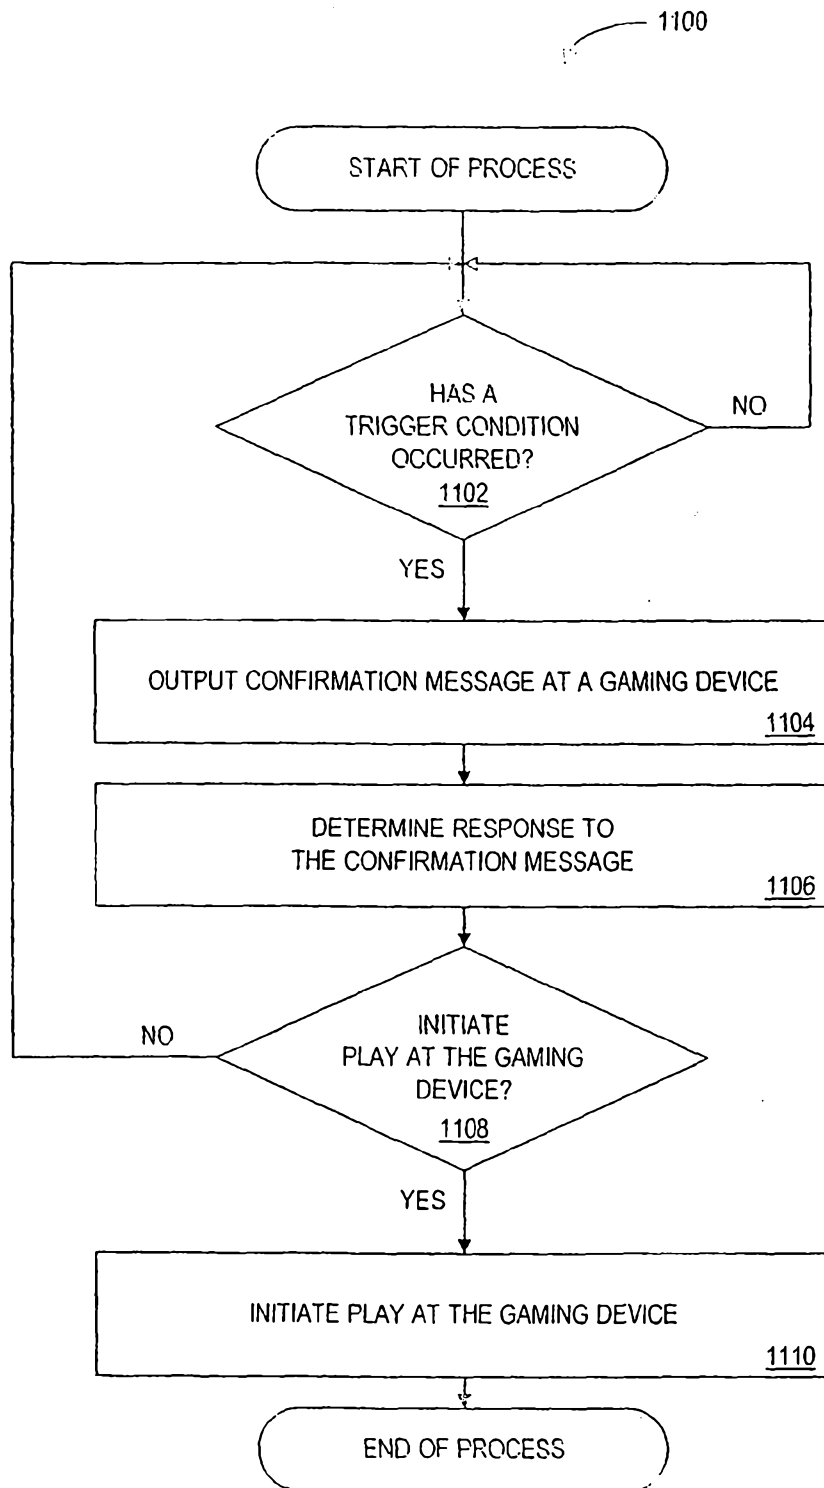 1100
START OF PROCESS
HAS A
TRIGGER CONDITION
OCCURRED?
1102
NO
YES
OUTPUT CONFIRMATION MESSAGE AT A GAMING DEVICE
1104
DETERMINE RESPONSE TO
THE CONFIRMATION MESSAGE
1106
INITIATE
PLAY AT THE GAMING
DEVICE?
1108
NO
YES
INITIATE PLAY AT THE GAMING DEVICE
1110
END OF PROCESS